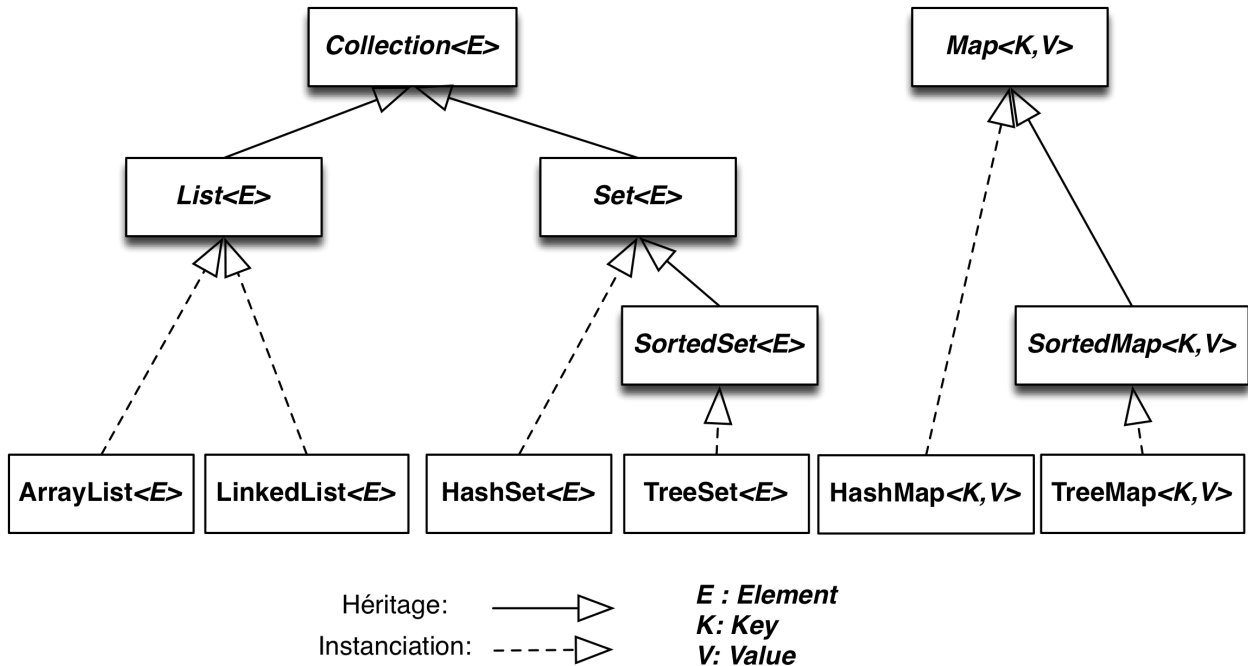 Collection<E>
Map<K,V>
List<E>
Set<E>
SortedSet<E>
SortedMap<K,V>
ArrayList<E>
LinkedList<E>
HashSet<E>
TreeSet<E>
HashMap<K,V>
TreeMap<K,V>
Héritage:
Instanciation:
E : Element
K: Key
V: Value